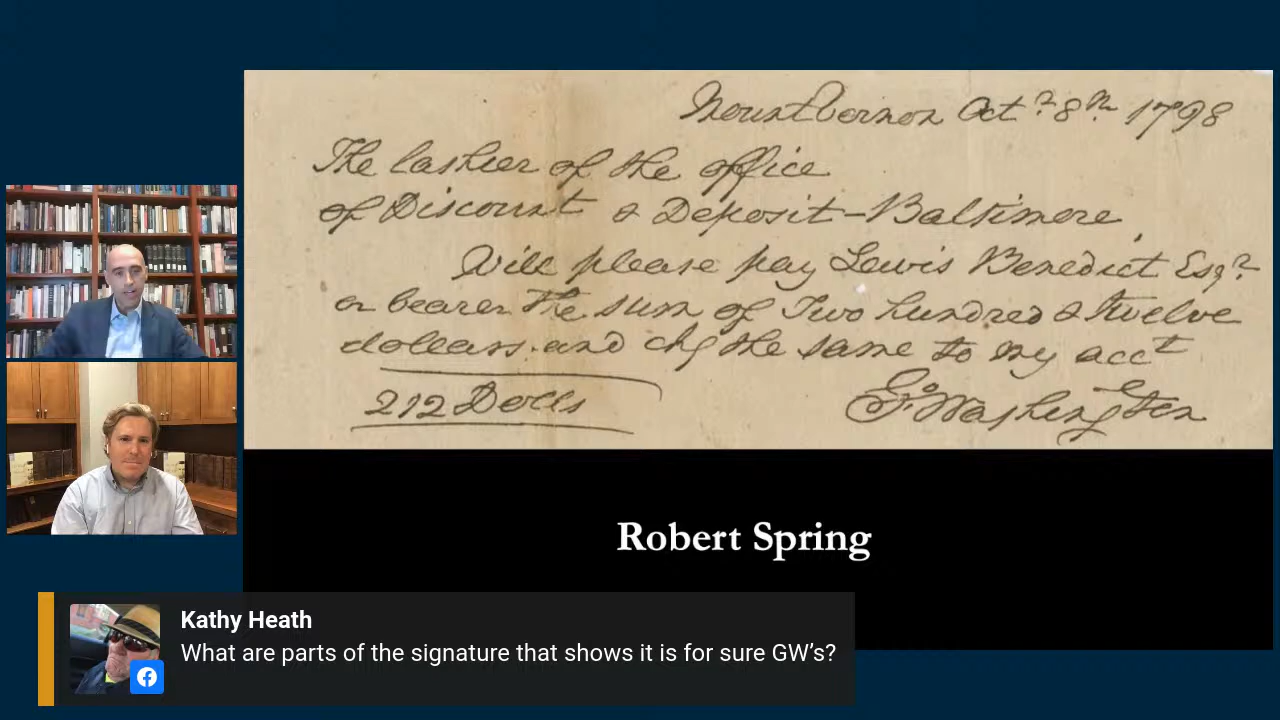 Mount Vernon Oct.r 8th 1798
The Cashier of the office
of Discount & Deposit - Baltimore
Will please pay Lewis Benedict Esqr.
or bearer the sum of Two hundred & twelve
dollars and chg the same to my acct
212 Dolls
Go. Washington
Robert Spring
Kathy Heath
What are parts of the signature that shows it is for sure GW's?